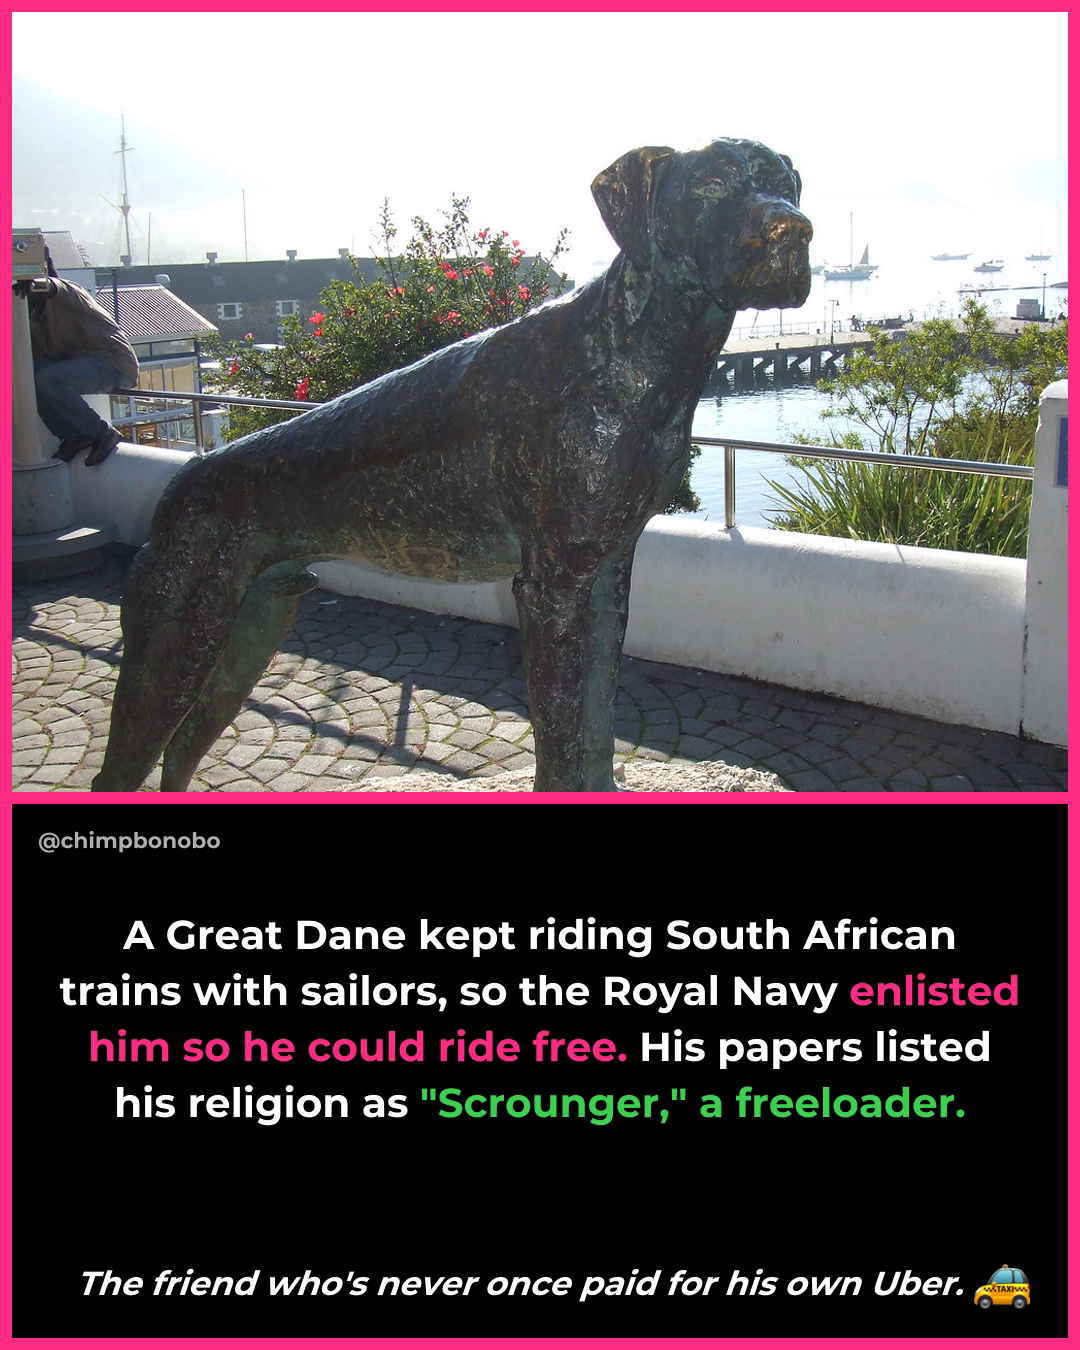 @chimpbonobo
A Great Dane kept riding South African
trains with sailors, so the Royal Navy enlisted
him so he could ride free. His papers listed
his religion as "Scrounger," a freeloader.
The friend who's never once paid for his own Uber.
TAXI